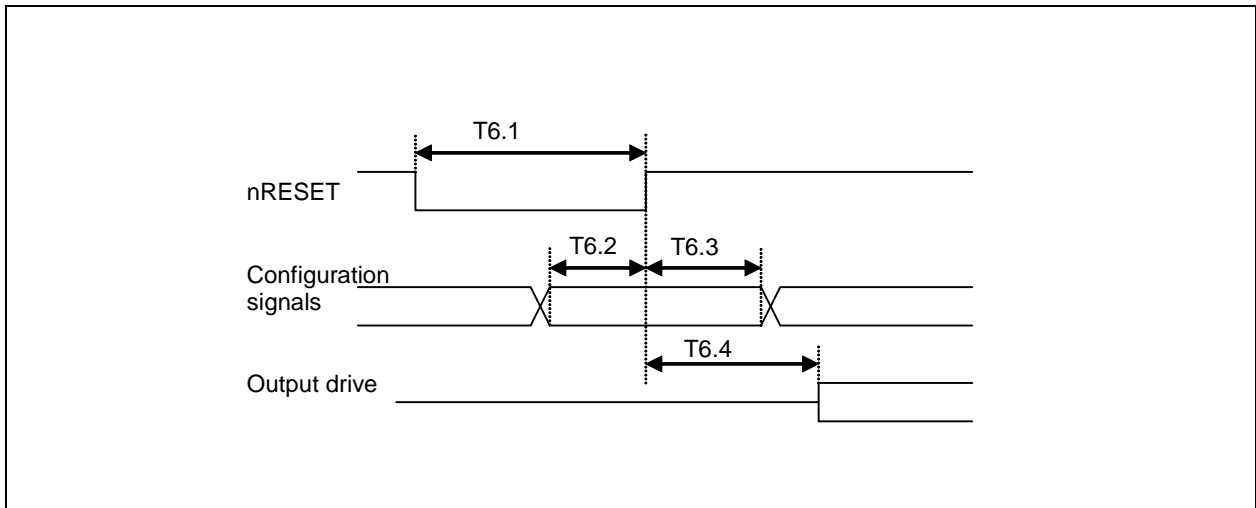 T6.1
nRESET
T6.2
T6.3
Configuration
signals
T6.4
Output drive